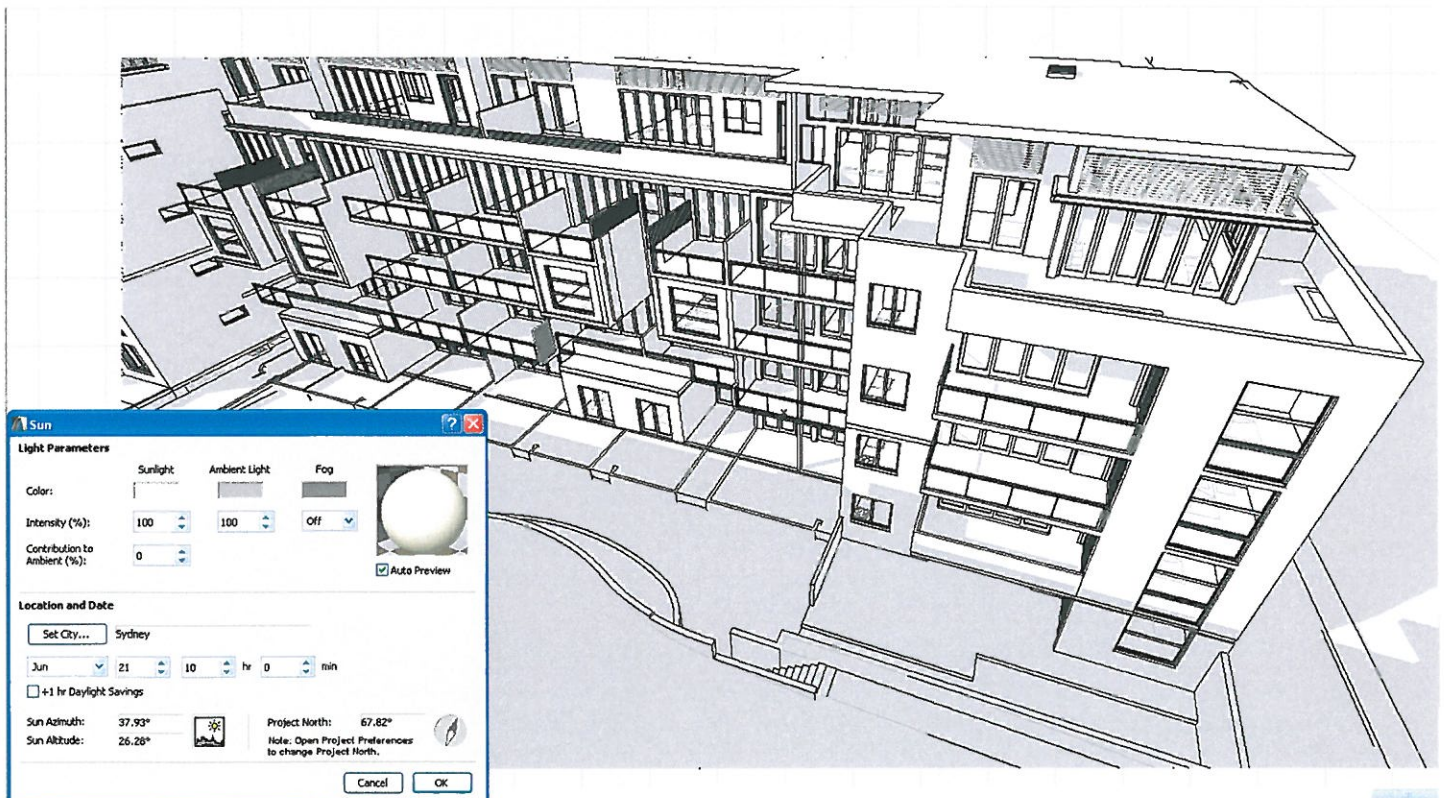 Sun
Light Parameters
Sunlight Ambient Light Fog
Color:
Intensity (%): 100 100 Off
Contribution to
Ambient (%): 0
Auto Preview
Location and Date
Set City... Sydney
Jun 21 10 hr 0 min
+1 hr Daylight Savings
Sun Azimuth: 37.93° Project North: 67.82°
Sun Altitude: 26.28° Note: Open Project Preferences
to change Project North.
Cancel OK